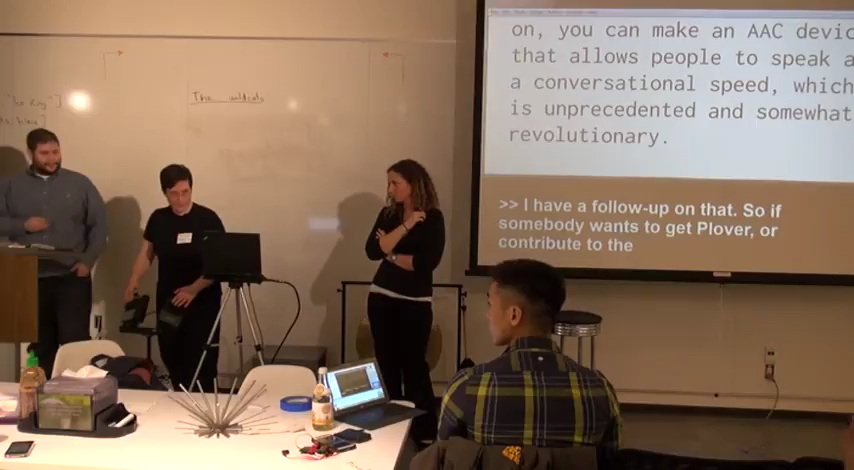 The wildcats
on, you can make an AAC devic
that allows people to speak a
a conversational speed, which
is unprecedented and somewhat
revolutionary.
>> I have a follow-up on that. So if
somebody wants to get Plover, or
contribute to the